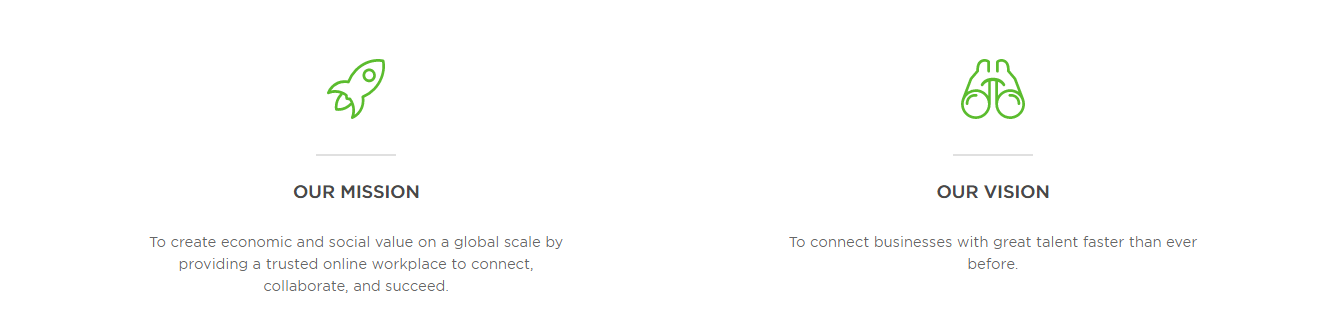 OUR MISSION
To create economic and social value on a global scale by
providing a trusted online workplace to connect,
collaborate, and succeed.
OUR VISION
To connect businesses with great talent faster than ever
before.